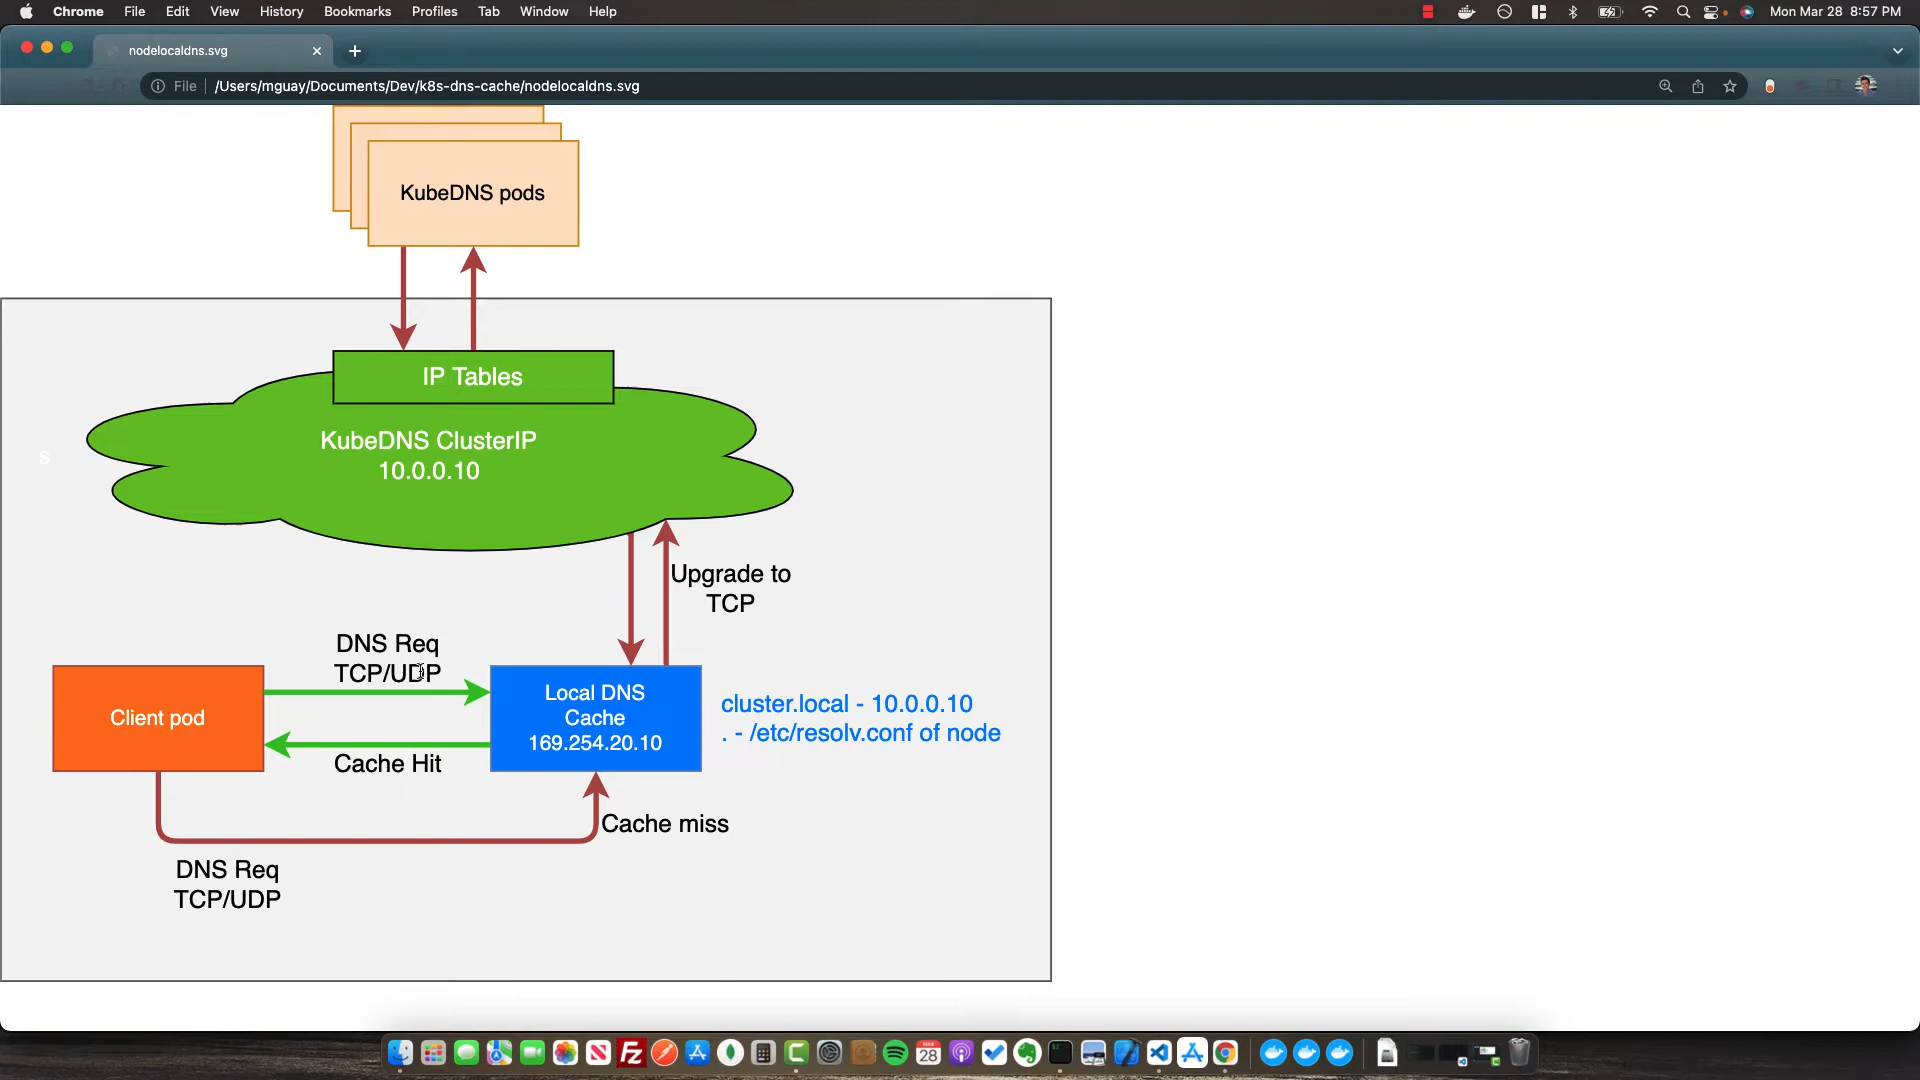 Chrome File Edit View History Bookmarks Profiles Tab Window Help Mon Mar 28 8:57 PM
nodelocaldns.svg
File /Users/mguay/Documents/Dev/k8s-dns-cache/nodelocaldns.svg
KubeDNS pods
IP Tables
KubeDNS ClusterIP
10.0.0.10
s
Upgrade to
TCP
DNS Req
TCP/UDP
Client pod
Local DNS
Cache
169.254.20.10
cluster.local - 10.0.0.10
. - /etc/resolv.conf of node
Cache Hit
Cache miss
DNS Req
TCP/UDP
MAR
28